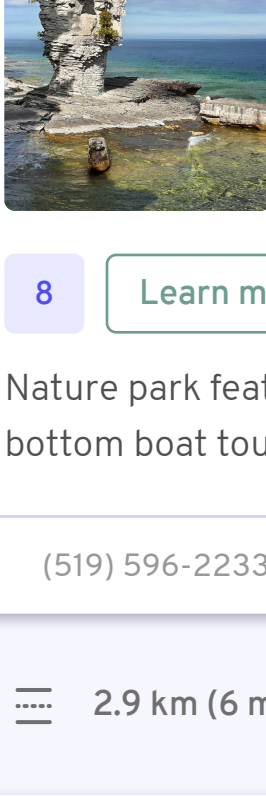 8
Learn m
Nature park feat
bottom boat tou
(519) 596-2233
2.9 km (6 m